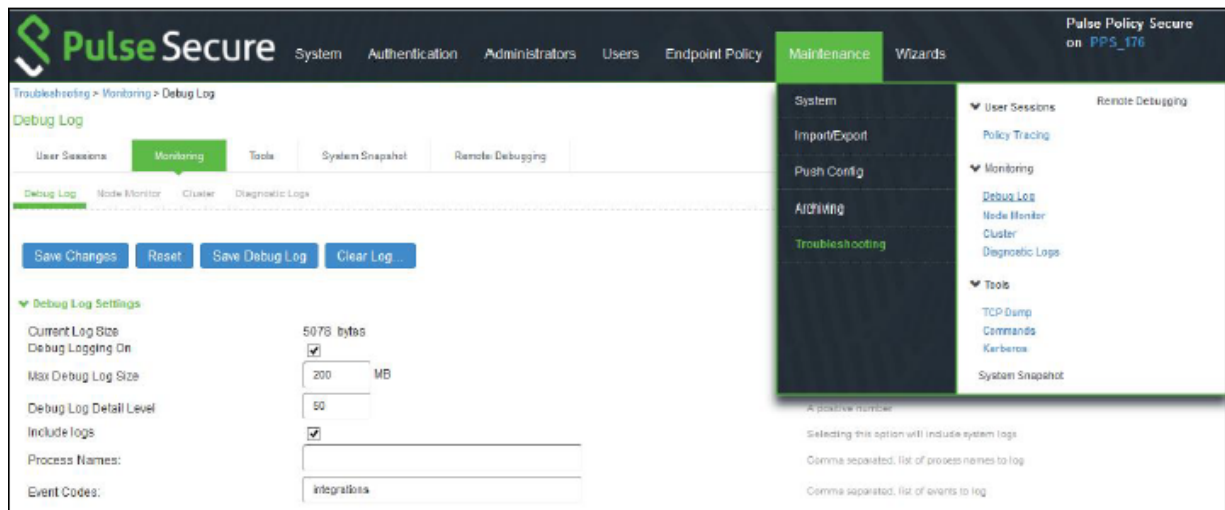 Pulse Secure
System Authentication Administrators Users Endpoint Policy Maintenance Wizards
Pulse Policy Secure
on PPS_176
Troubleshooting > Monitoring > Debug Log
Debug Log
User Sessions Monitoring Tools System Snapshot Remote Debugging
Debug Log Node Monitor Cluster Diagnostic Logs
Save Changes Reset Save Debug Log Clear Log...
Debug Log Settings
Current Log Size 5078 bytes
Debug Logging On
Max Debug Log Size 200 MB
Debug Log Detail Level 50 A positive number
Include logs Selecting this option will include system logs
Process Names: Comma separated, list of process names to log
Event Codes: integrations Comma separated, list of events to log
System
Import/Export
Push Config
Archiving
Troubleshooting
User Sessions
Policy Tracing
Monitoring
Debug Log
Node Monitor
Cluster
Diagnostic Logs
Tools
TCP Dump
Commands
Kerberos
System Snapshot
Remote Debugging